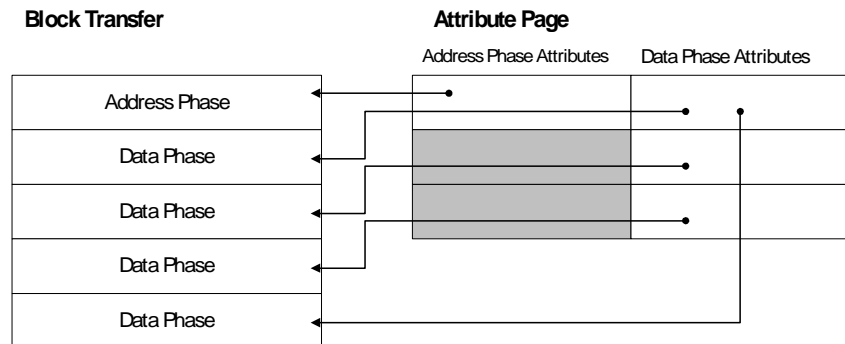 Block Transfer
Attribute Page
Address Phase Attributes
Data Phase Attributes
Address Phase
Data Phase
Data Phase
Data Phase
Data Phase